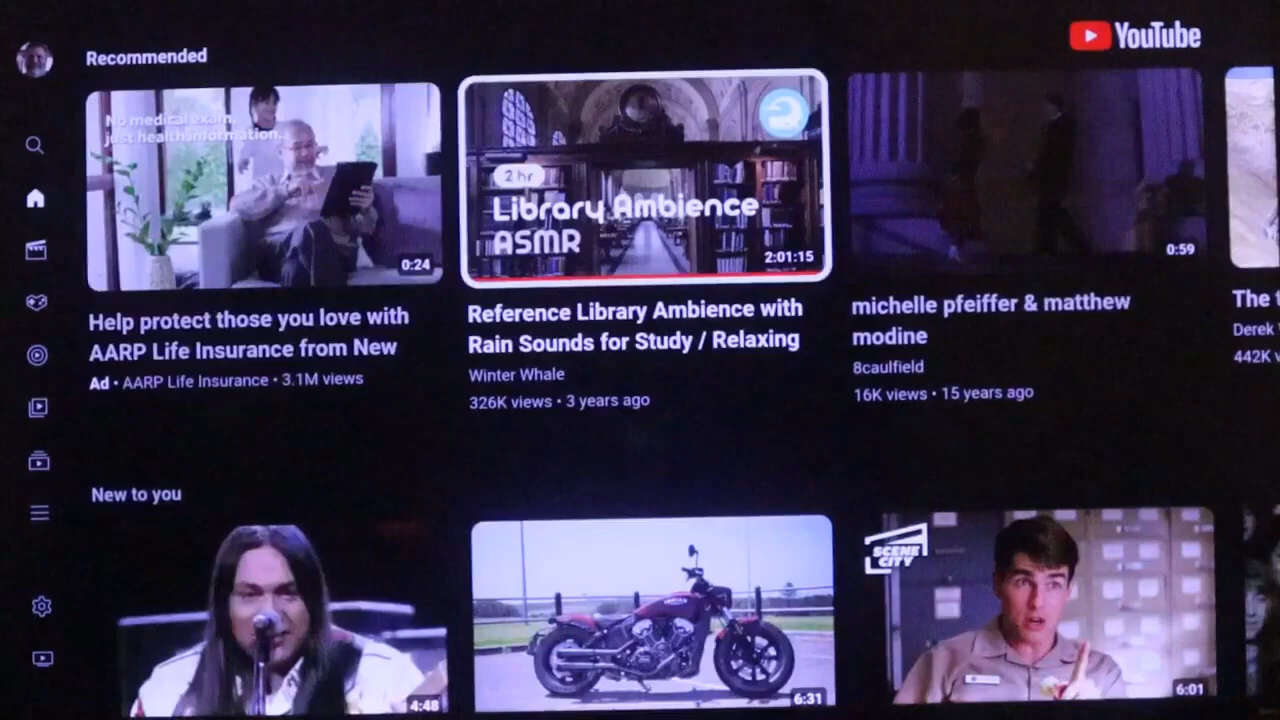 YouTube
Recommended
No medical exam,
just health information.
0:24
2 hr
Library Ambience
ASMR
2:01:15
0:59
Help protect those you love with
AARP Life Insurance from New
Ad • AARP Life Insurance • 3.1M views
Reference Library Ambience with
Rain Sounds for Study / Relaxing
Winter Whale
326K views • 3 years ago
michelle pfeiffer & matthew
modine
8caulfield
16K views • 15 years ago
The
Derek
442K
New to you
4:48
6:31
SCENE
CITY
6:01